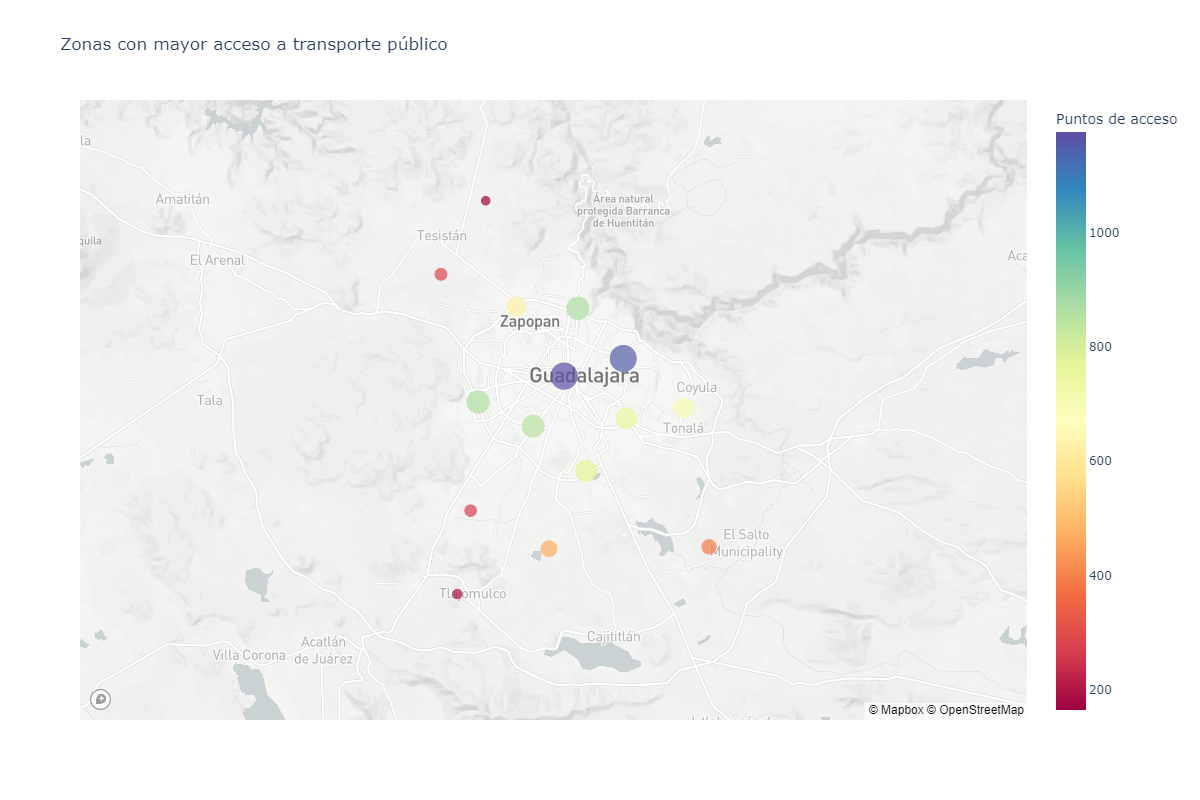 Zonas con mayor acceso a transporte público
Puntos de acceso
la
Amatitán
Área natural
protegida Barranca
de Huentitán
Tesistán
quila
El Arenal
Aca
1000
Zapopan
800
Guadalajara
Coyula
Tala
Tonalá
600
El Salto
Municipality
400
Tlajomulco
Cajititlán
Acatlán
de Juárez
Villa Corona
200
© Mapbox © OpenStreetMap